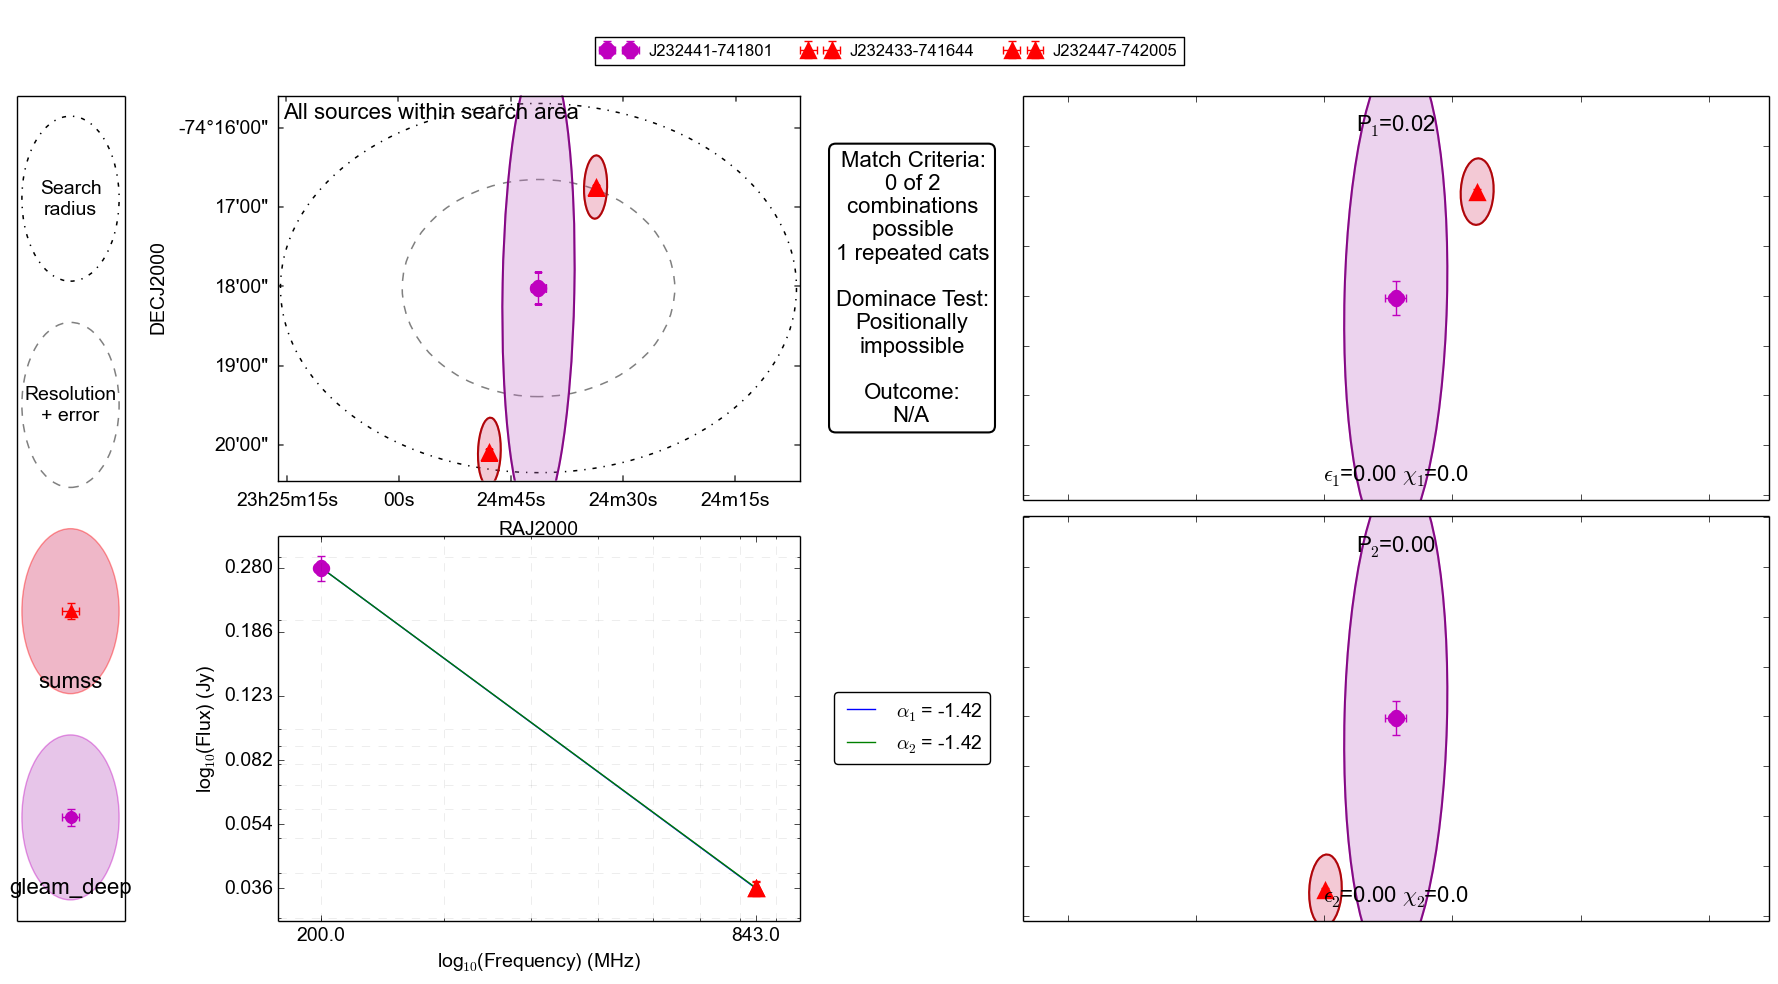 J232441-741801 J232433-741644 J232447-742005
Search
radius
Resolution
+ error
sumss
gleam_deep
All sources within search area
DECJ2000
-74°16'00"
17'00"
18'00"
19'00"
20'00"
23h25m15s 00s 24m45s 24m30s 24m15s
RAJ2000
Match Criteria:
0 of 2
combinations
possible
1 repeated cats
Dominace Test:
Positionally
impossible
Outcome:
N/A
P₁=0.02
ϵ₁=0.00 χ₁=0.0
log₁₀(Flux) (Jy)
0.280
0.186
0.123
0.082
0.054
0.036
200.0 843.0
log₁₀(Frequency) (MHz)
α₁ = -1.42
α₂ = -1.42
P₂=0.00
ϵ₂=0.00 χ₂=0.0